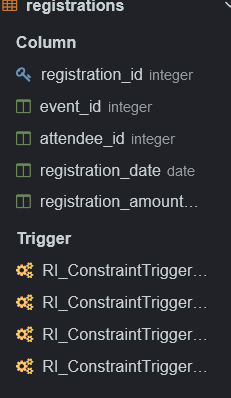 registrations
Column
registration_id integer
event_id integer
attendee_id integer
registration_date date
registration_amount...
Trigger
RI_ConstraintTrigger...
RI_ConstraintTrigger...
RI_ConstraintTrigger...
RI_ConstraintTrigger...